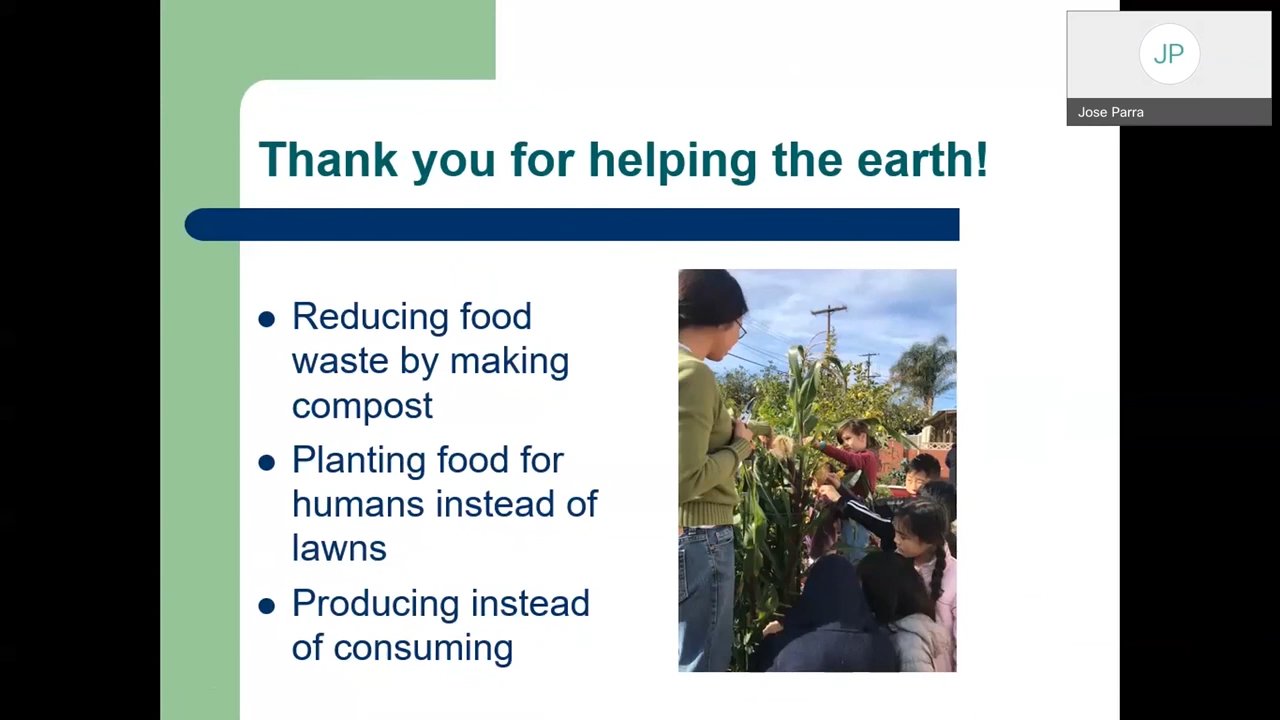 JP
Jose Parra
Thank you for helping the earth!
● Reducing food
waste by making
compost
● Planting food for
humans instead of
lawns
● Producing instead
of consuming